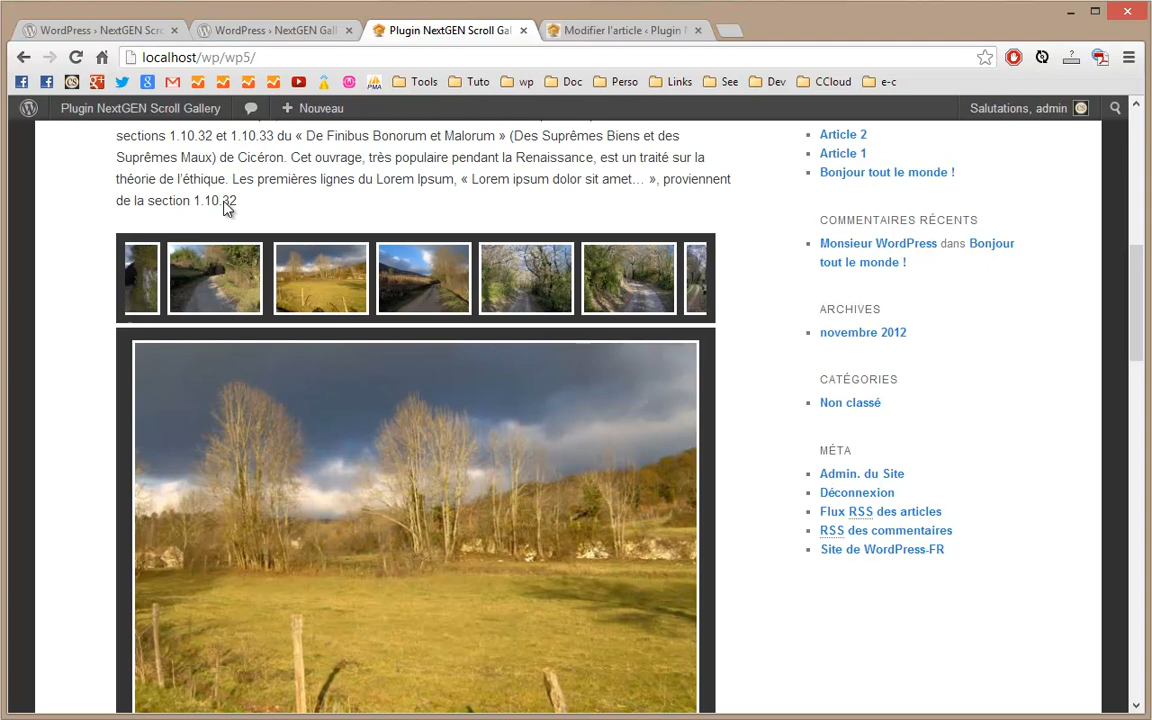 WordPress › NextGEN Scro
WordPress › NextGEN Gall
Plugin NextGEN Scroll Gal
Modifier l'article ‹ Plugin N
localhost/wp/wp5/
Tools
Tuto
wp
Doc
Perso
Links
See
Dev
CCloud
e-c
Plugin NextGEN Scroll Gallery
Nouveau
Salutations, admin
sections 1.10.32 et 1.10.33 du « De Finibus Bonorum et Malorum » (Des Suprêmes Biens et des
Suprêmes Maux) de Cicéron. Cet ouvrage, très populaire pendant la Renaissance, est un traité sur la
théorie de l'éthique. Les premières lignes du Lorem Ipsum, « Lorem ipsum dolor sit amet… », proviennent
de la section 1.10.32
Article 2
Article 1
Bonjour tout le monde !
COMMENTAIRES RÉCENTS
Monsieur WordPress dans Bonjour
tout le monde !
ARCHIVES
novembre 2012
CATÉGORIES
Non classé
MÉTA
Admin. du Site
Déconnexion
Flux RSS des articles
RSS des commentaires
Site de WordPress-FR